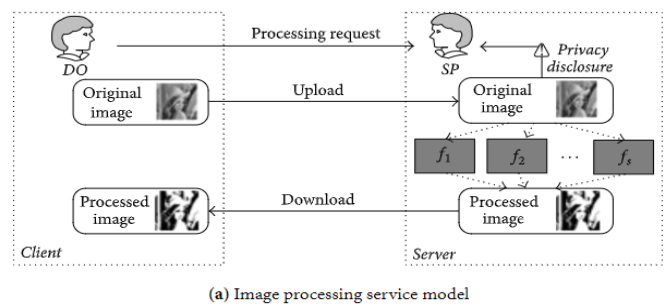 Processing request
DO
SP
Privacy
disclosure
Original
image
Upload
Original
image
f1
f2
...
fs
Processed
image
Download
Processed
image
Client
Server
(a) Image processing service model